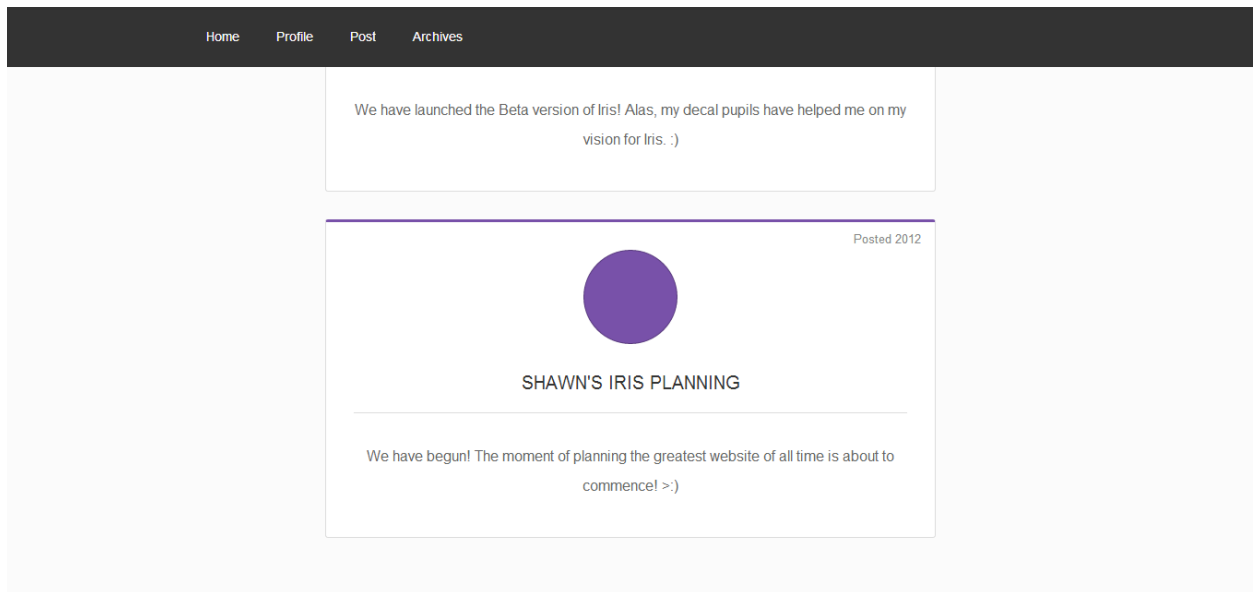 Home Profile Post Archives
We have launched the Beta version of Iris! Alas, my decal pupils have helped me on my
vision for Iris. :)
Posted 2012
SHAWN'S IRIS PLANNING
We have begun! The moment of planning the greatest website of all time is about to
commence! >:)